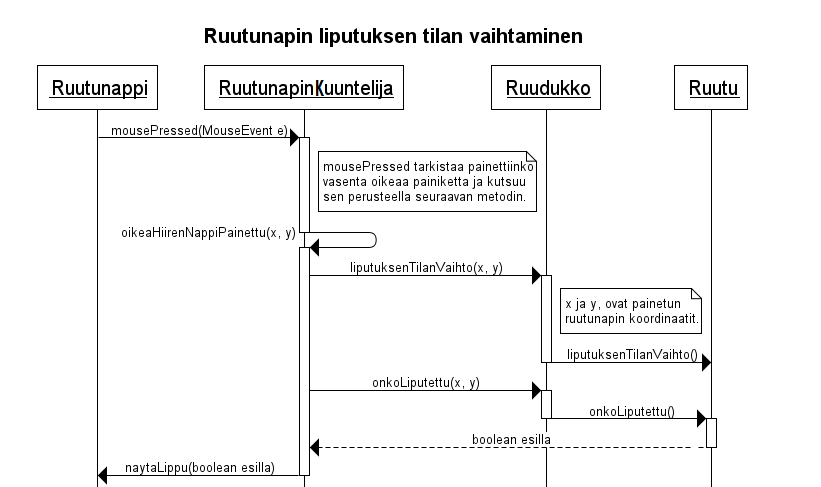 Ruutunapin liputuksen tilan vaihtaminen
Ruutunappi
RuutunapinKuuntelija
Ruudukko
Ruutu
mousePressed(MouseEvent e)
mousePressed tarkistaa painettiinko
vasenta oikeaa painiketta ja kutsuu
sen perusteella seuraavan metodin.
oikeaHiirenNappiPainettu(x, y)
liputuksenTilanVaihto(x, y)
x ja y, ovat painetun
ruutunapin koordinaatit.
liputuksenTilanVaihto()
onkoLiputettu(x, y)
onkoLiputettu()
boolean esilla
naytaLippu(boolean esilla)